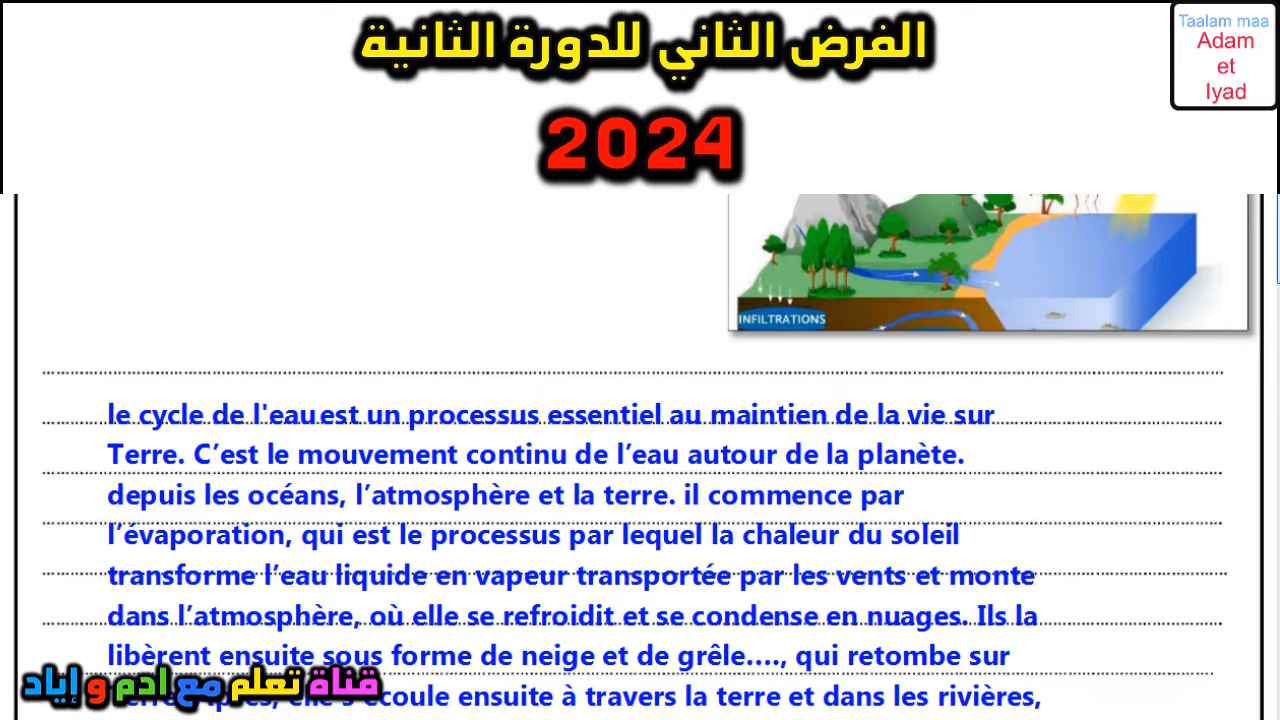 الفرض الثاني للدورة الثانية
2024
Taalam maa
Adam
et
Iyad
INFILTRATIONS
le cycle de l'eau est un processus essentiel au maintien de la vie sur
Terre. C’est le mouvement continu de l’eau autour de la planète.
depuis les océans, l’atmosphère et la terre. il commence par
l’évaporation, qui est le processus par lequel la chaleur du soleil
transforme l’eau liquide en vapeur transportée par les vents et monte
dans l’atmosphère, où elle se refroidit et se condense en nuages. Ils la
libèrent ensuite sous forme de neige et de grêle...., qui retombe sur
ensuite à travers la terre et dans les rivières,
قناة تعلم مع ادم و إياد